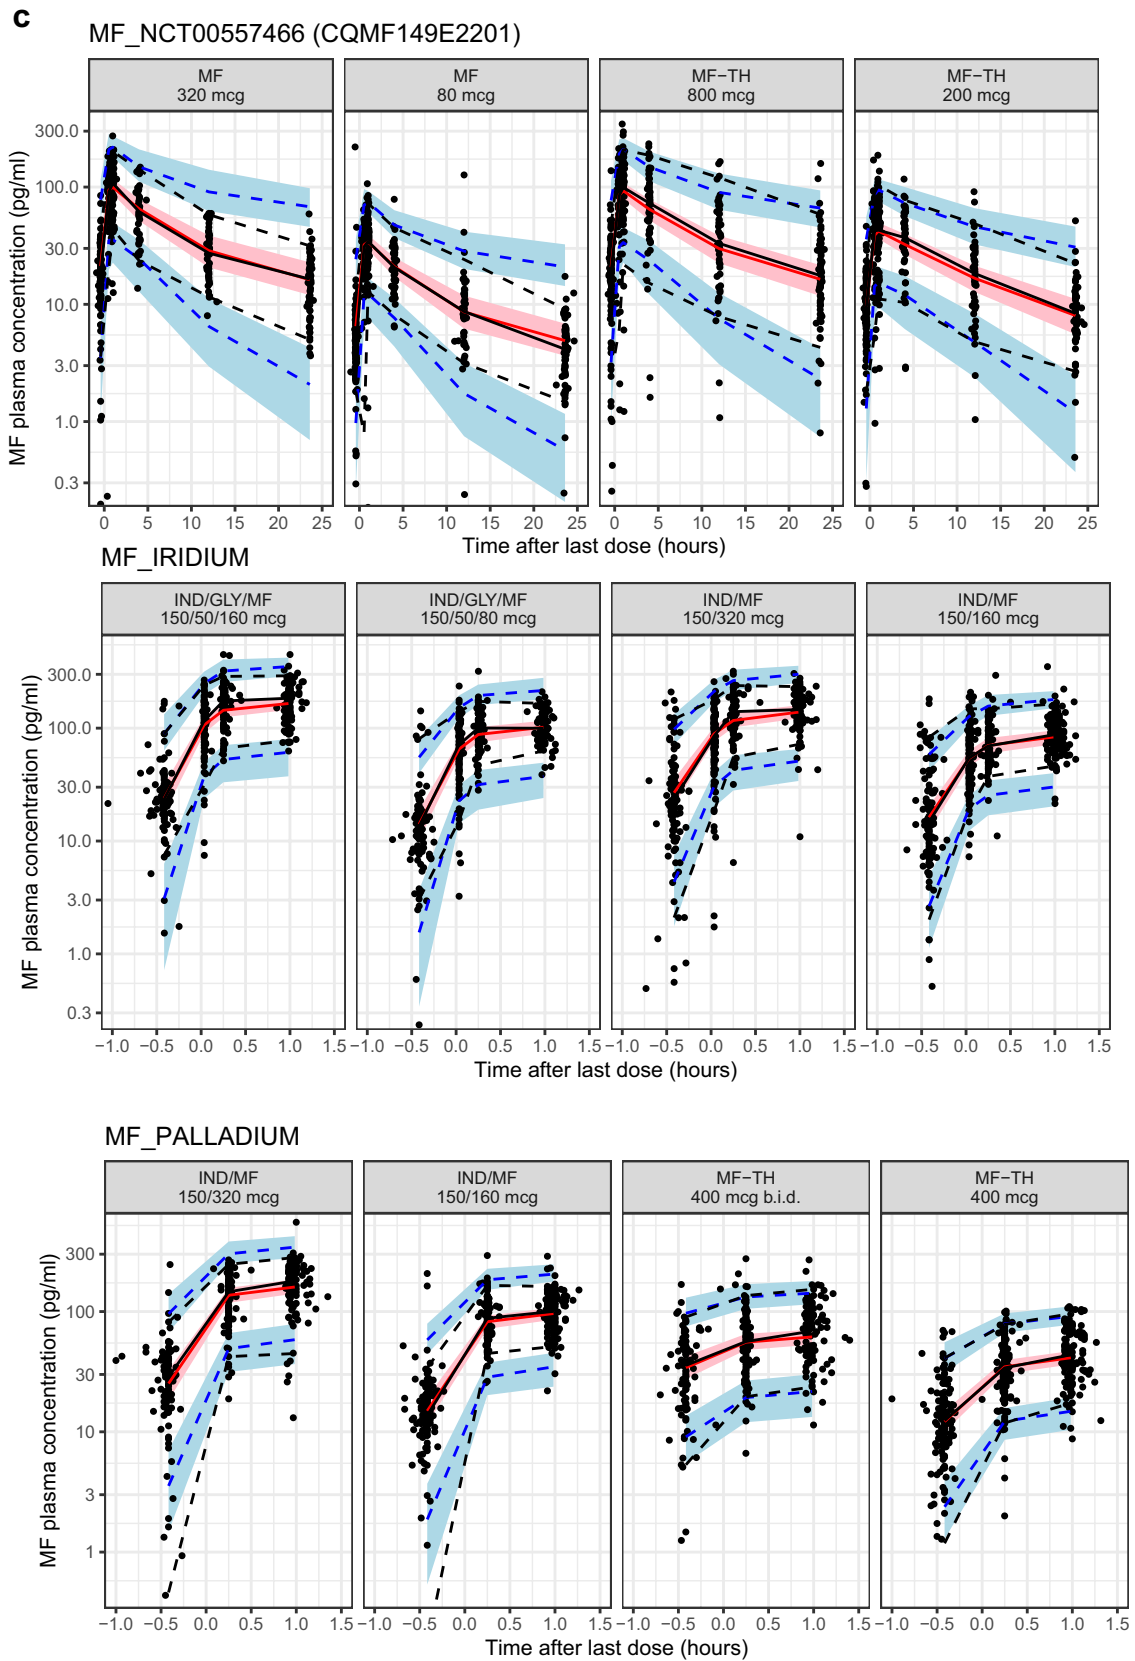 c
MF_NCT00557466 (CQMF149E2201)
MF
320 mcg
MF
80 mcg
MF−TH
800 mcg
MF−TH
200 mcg
MF plasma concentration (pg/ml)
300.0
100.0
30.0
10.0
3.0
1.0
0.3
0 5 10 15 20 25
0 5 10 15 20 25
0 5 10 15 20 25
0 5 10 15 20 25
Time after last dose (hours)
MF_IRIDIUM
IND/GLY/MF
150/50/160 mcg
IND/GLY/MF
150/50/80 mcg
IND/MF
150/320 mcg
IND/MF
150/160 mcg
MF plasma concentration (pg/ml)
300.0
100.0
30.0
10.0
3.0
1.0
0.3
−1.0 −0.5 0.0 0.5 1.0 1.5
−1.0 −0.5 0.0 0.5 1.0 1.5
−1.0 −0.5 0.0 0.5 1.0 1.5
−1.0 −0.5 0.0 0.5 1.0 1.5
Time after last dose (hours)
MF_PALLADIUM
IND/MF
150/320 mcg
IND/MF
150/160 mcg
MF−TH
400 mcg b.i.d.
MF−TH
400 mcg
MF plasma concentration (pg/ml)
300
100
30
10
3
1
−1.0 −0.5 0.0 0.5 1.0 1.5
−1.0 −0.5 0.0 0.5 1.0 1.5
−1.0 −0.5 0.0 0.5 1.0 1.5
−1.0 −0.5 0.0 0.5 1.0 1.5
Time after last dose (hours)